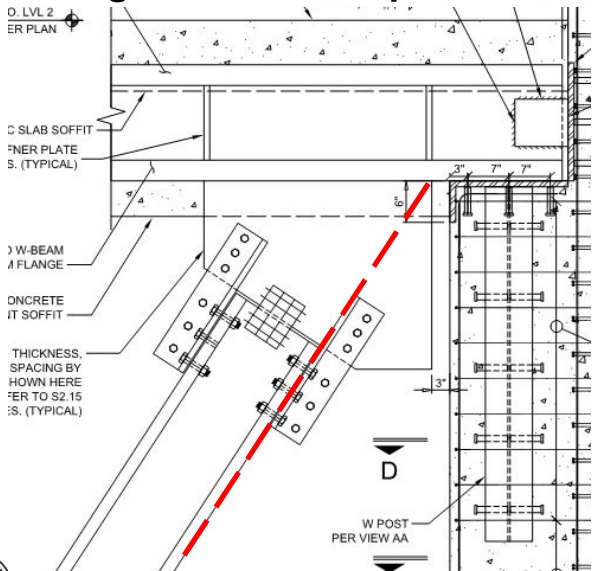 O. LVL 2
ER PLAN
C SLAB SOFFIT
FNER PLATE
S. (TYPICAL)
3" 7" 7"
6"
W-BEAM
FLANGE
ONCRETE
NT SOFFIT
THICKNESS,
SPACING BY
HOWN HERE
FER TO S2.15
ES. (TYPICAL)
3"
D
W POST
PER VIEW AA